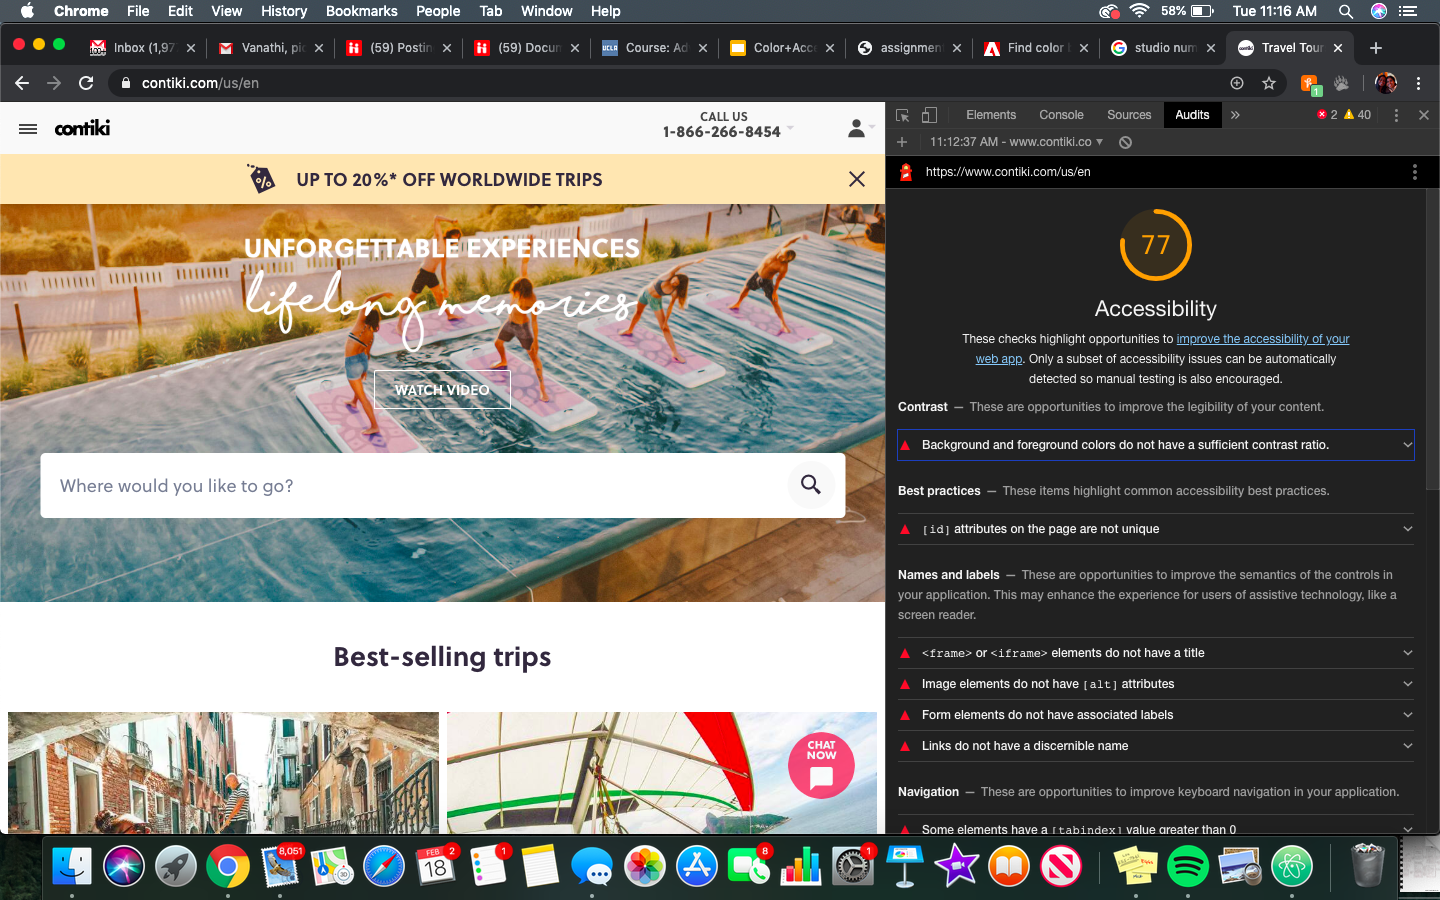 Chrome File Edit View History Bookmarks People Tab Window Help 58% Tue 11:16 AM
Inbox (1,97 Vanathi, pic (59) Postin (59) Docum UCLA Course: Ad Color+Acce assignmen Find color studio num Travel Tour
contiki.com/us/en
contiki
CALL US
1-866-266-8454
UP TO 20%* OFF WORLDWIDE TRIPS
UNFORGETTABLE EXPERIENCES
lifelong memories
WATCH VIDEO
Where would you like to go?
Best-selling trips
CHAT
NOW
Elements Console Sources Audits 2 40
11:12:37 AM - www.contiki.co
https://www.contiki.com/us/en
77
Accessibility
These checks highlight opportunities to improve the accessibility of your
web app. Only a subset of accessibility issues can be automatically
detected so manual testing is also encouraged.
Contrast — These are opportunities to improve the legibility of your content.
Background and foreground colors do not have a sufficient contrast ratio.
Best practices — These items highlight common accessibility best practices.
[id] attributes on the page are not unique
Names and labels — These are opportunities to improve the semantics of the controls in
your application. This may enhance the experience for users of assistive technology, like a
screen reader.
<frame> or <iframe> elements do not have a title
Image elements do not have [alt] attributes
Form elements do not have associated labels
Links do not have a discernible name
Navigation — These are opportunities to improve keyboard navigation in your application.
Some elements have a [tabindex] value greater than 0
8,051 FEB 18 2 1 8 1